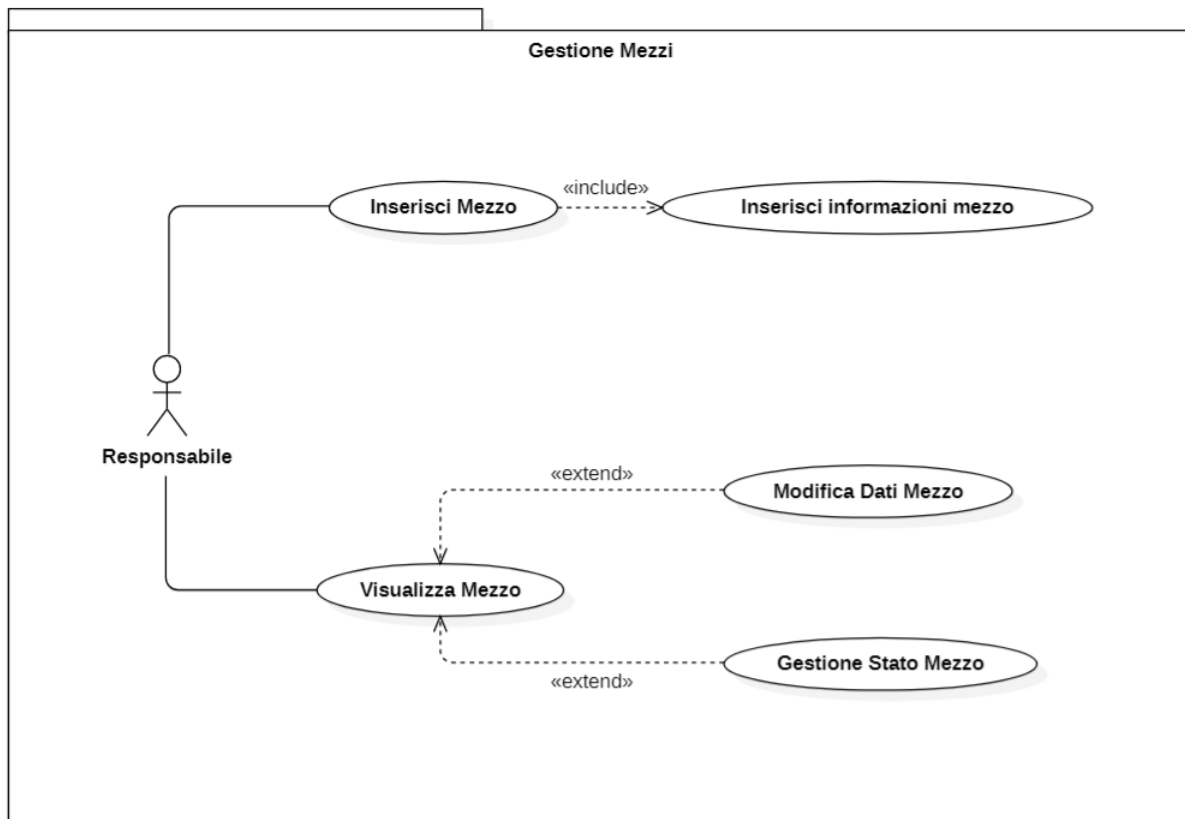 Gestione Mezzi
«include»
Inserisci Mezzo
Inserisci informazioni mezzo
Responsabile
«extend»
Modifica Dati Mezzo
Visualizza Mezzo
Gestione Stato Mezzo
«extend»